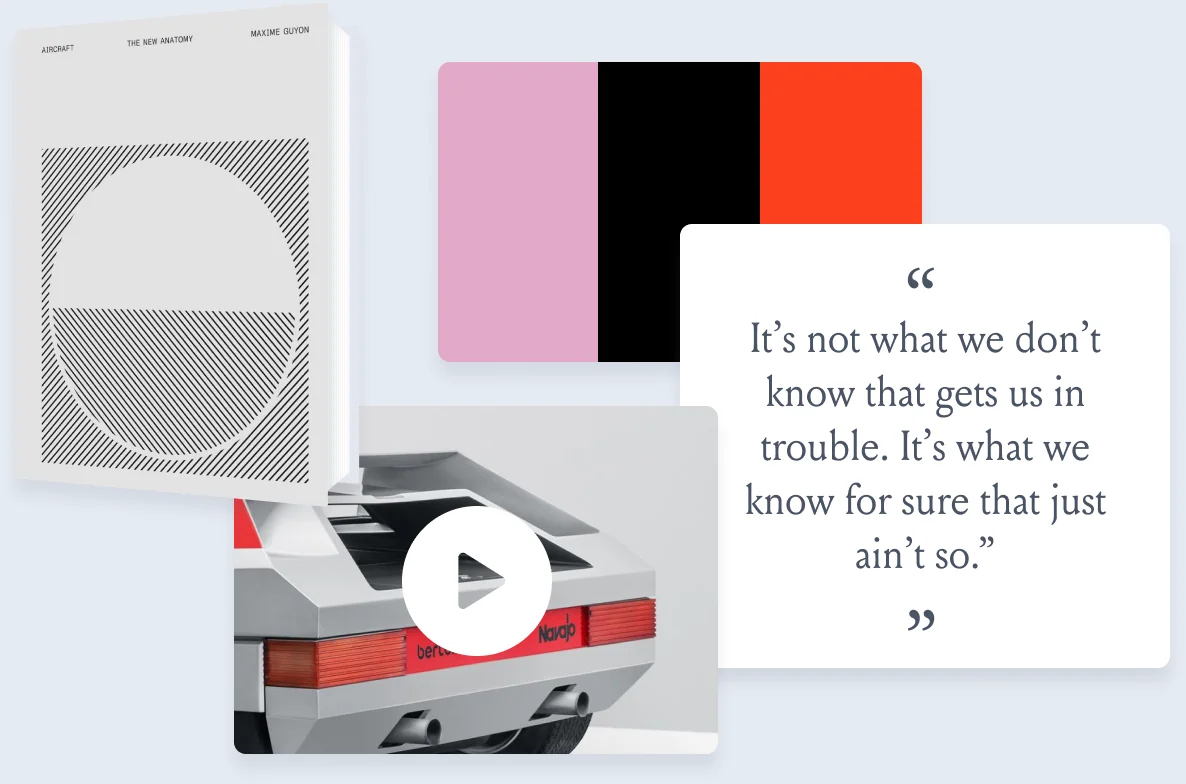 AIRCRAFT
THE NEW ANATOMY
MAXIME GUYON
“
It’s not what we don’t
know that gets us in
trouble. It’s what we
know for sure that just
ain’t so.”
”
Navajo